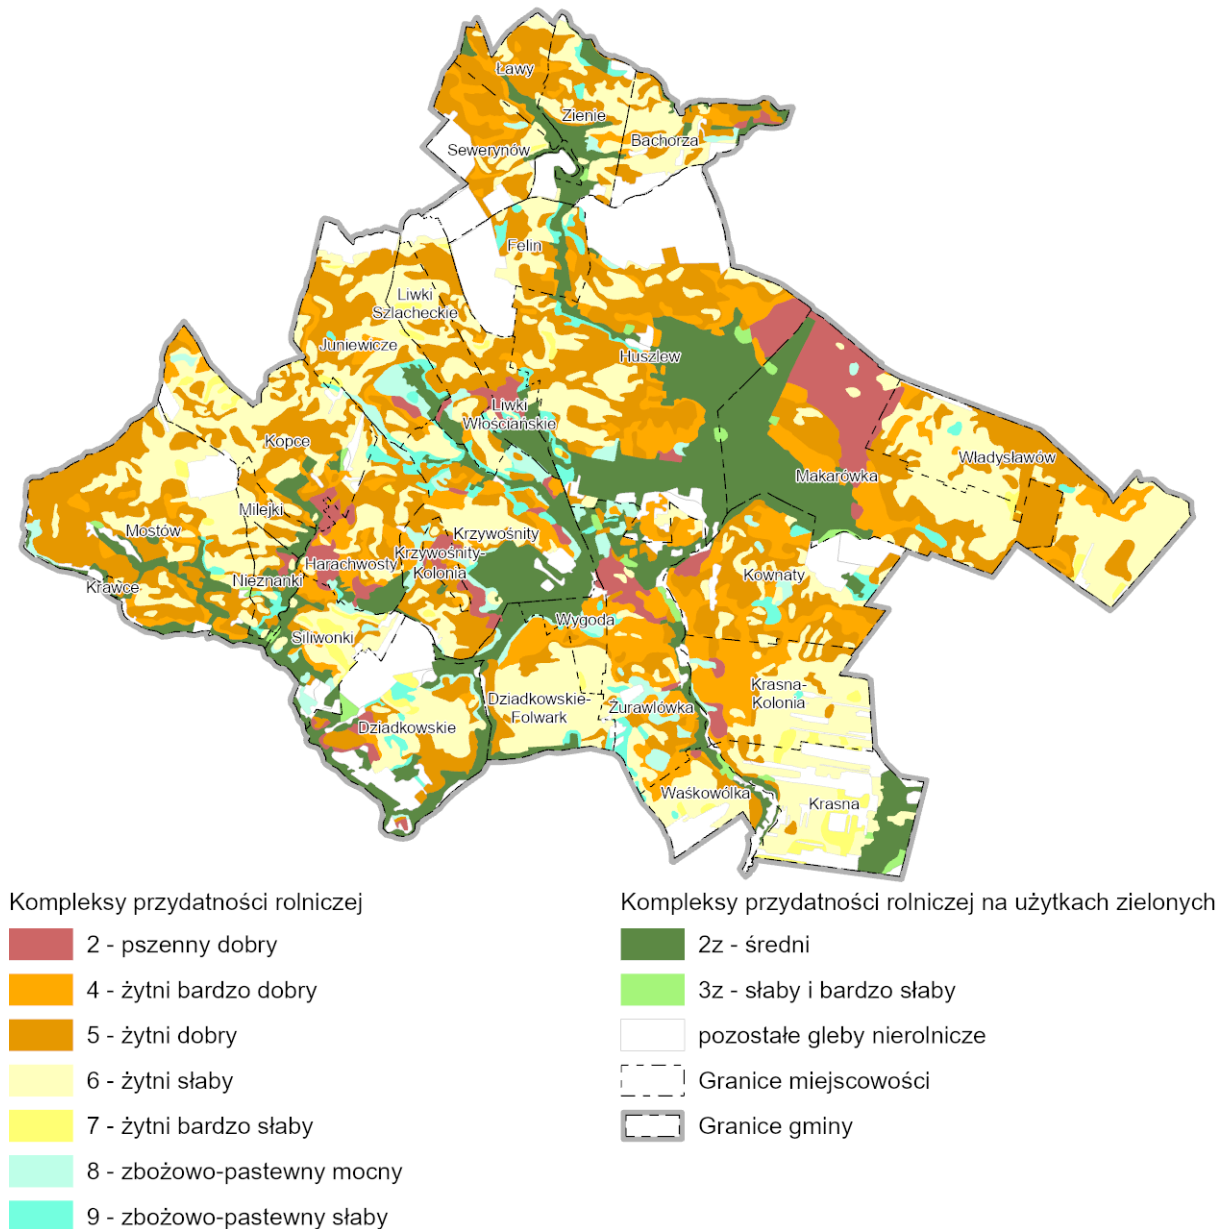 Ławy
Zienie
Bachorza
Sewerynów
Felin
Liwki
Szlacheckie
Juniewicze
Huszlew
Liwki
Włościańskie
Kopce
Władysławów
Makarówka
Milejki
Mostów
Krzywośnity
Krzywośnity-
Kolonia
Harachwosty
Kownaty
Nieznanki
Krawce
Wygoda
Siliwonki
Krasna-
Kolonia
Dziadkowskie-
Folwark
Żurawlówka
Dziadkowskie
Waśkowólka
Krasna
Kompleksy przydatności rolniczej
2 - pszenny dobry
4 - żytni bardzo dobry
5 - żytni dobry
6 - żytni słaby
7 - żytni bardzo słaby
8 - zbożowo-pastewny mocny
9 - zbożowo-pastewny słaby
Kompleksy przydatności rolniczej na użytkach zielonych
2z - średni
3z - słaby i bardzo słaby
pozostałe gleby nierolnicze
Granice miejscowości
Granice gminy